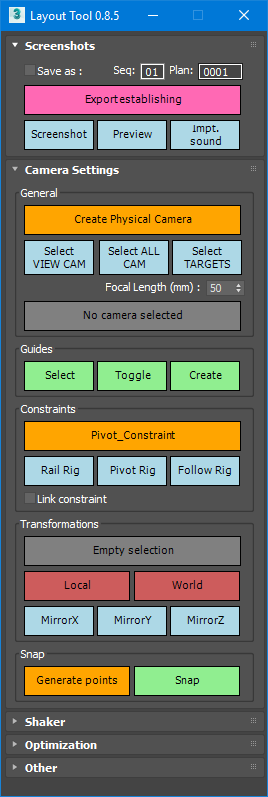 3 Layout Tool 0.8.5
Screenshots
Save as : Seq: 01 Plan: 0001
Export establishing
Screenshot Preview Impt. sound
Camera Settings
General
Create Physical Camera
Select VIEW CAM Select ALL CAM Select TARGETS
Focal Length (mm) : 50
No camera selected
Guides
Select Toggle Create
Constraints
Pivot_Constraint
Rail Rig Pivot Rig Follow Rig
Link constraint
Transformations
Empty selection
Local World
MirrorX MirrorY MirrorZ
Snap
Generate points Snap
Shaker
Optimization
Other